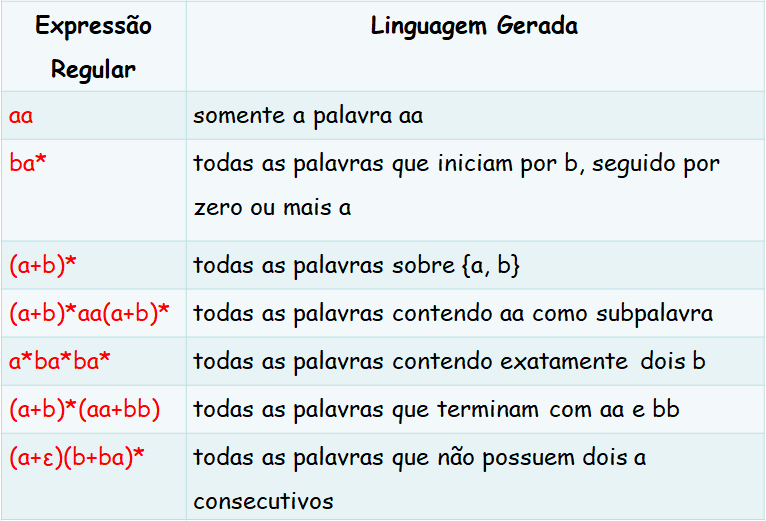 Expressão Regular
Linguagem Gerada
aa
somente a palavra aa
ba*
todas as palavras que iniciam por b, seguido por
zero ou mais a
(a+b)*
todas as palavras sobre {a, b}
(a+b)*aa(a+b)*
todas as palavras contendo aa como subpalavra
a*ba*ba*
todas as palavras contendo exatamente dois b
(a+b)*(aa+bb)
todas as palavras que terminam com aa e bb
(a+ε)(b+ba)*
todas as palavras que não possuem dois a
consecutivos